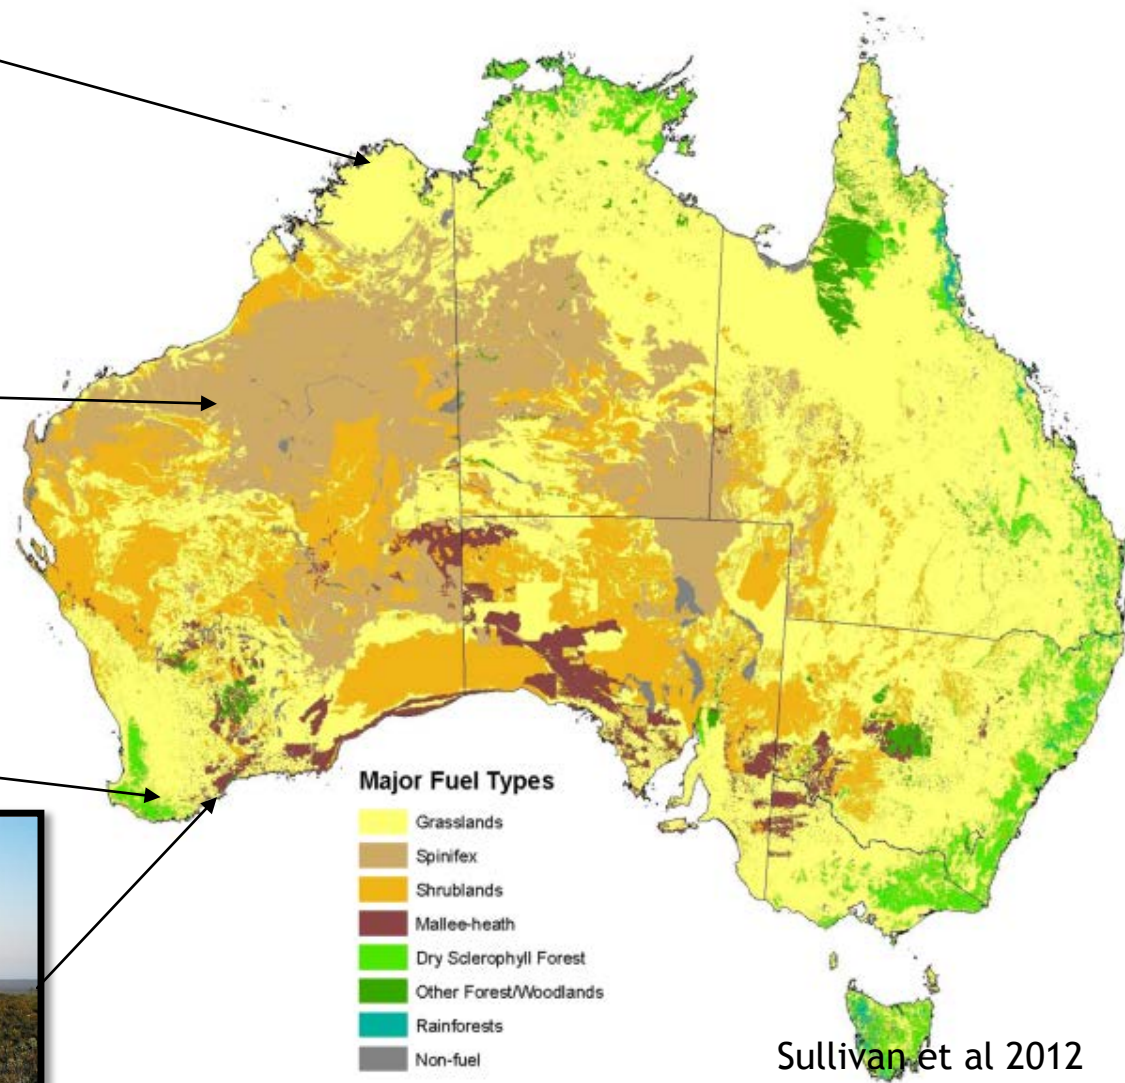 Major Fuel Types
Grasslands
Spinifex
Shrublands
Mallee-heath
Dry Sclerophyll Forest
Other Forest/Woodlands
Rainforests
Non-fuel
Sullivan et al 2012